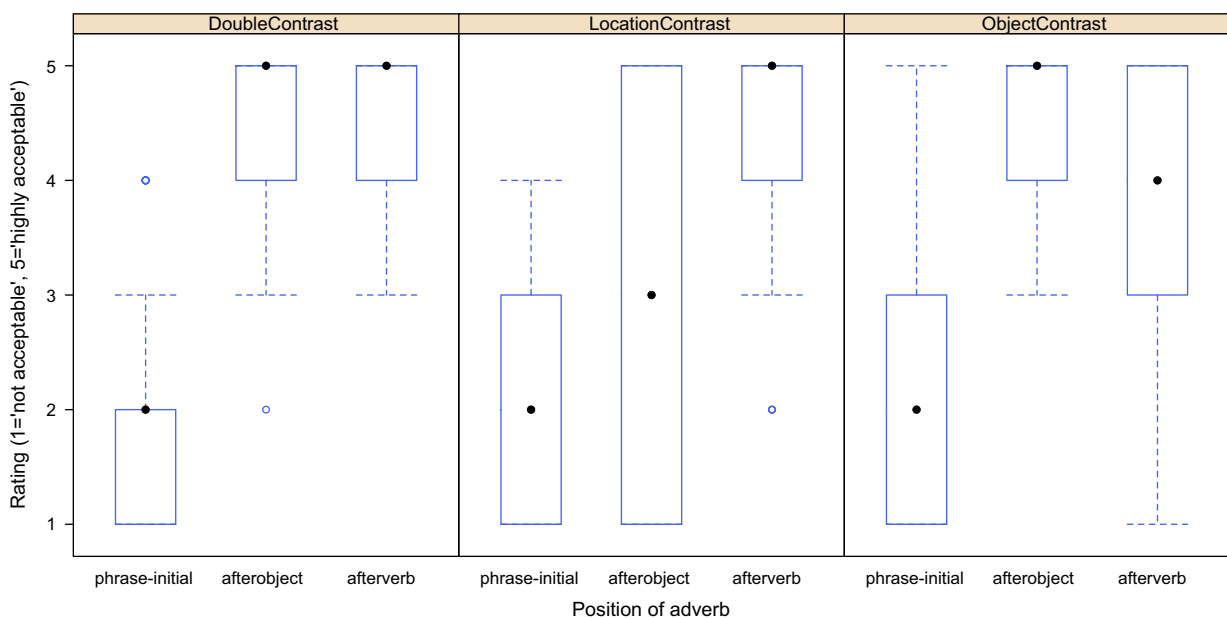 DoubleContrast LocationContrast ObjectContrast
Rating (1='not acceptable', 5='highly acceptable')
5
4
3
2
1
phrase-initial afterobject afterverb phrase-initial afterobject afterverb phrase-initial afterobject afterverb
Position of adverb